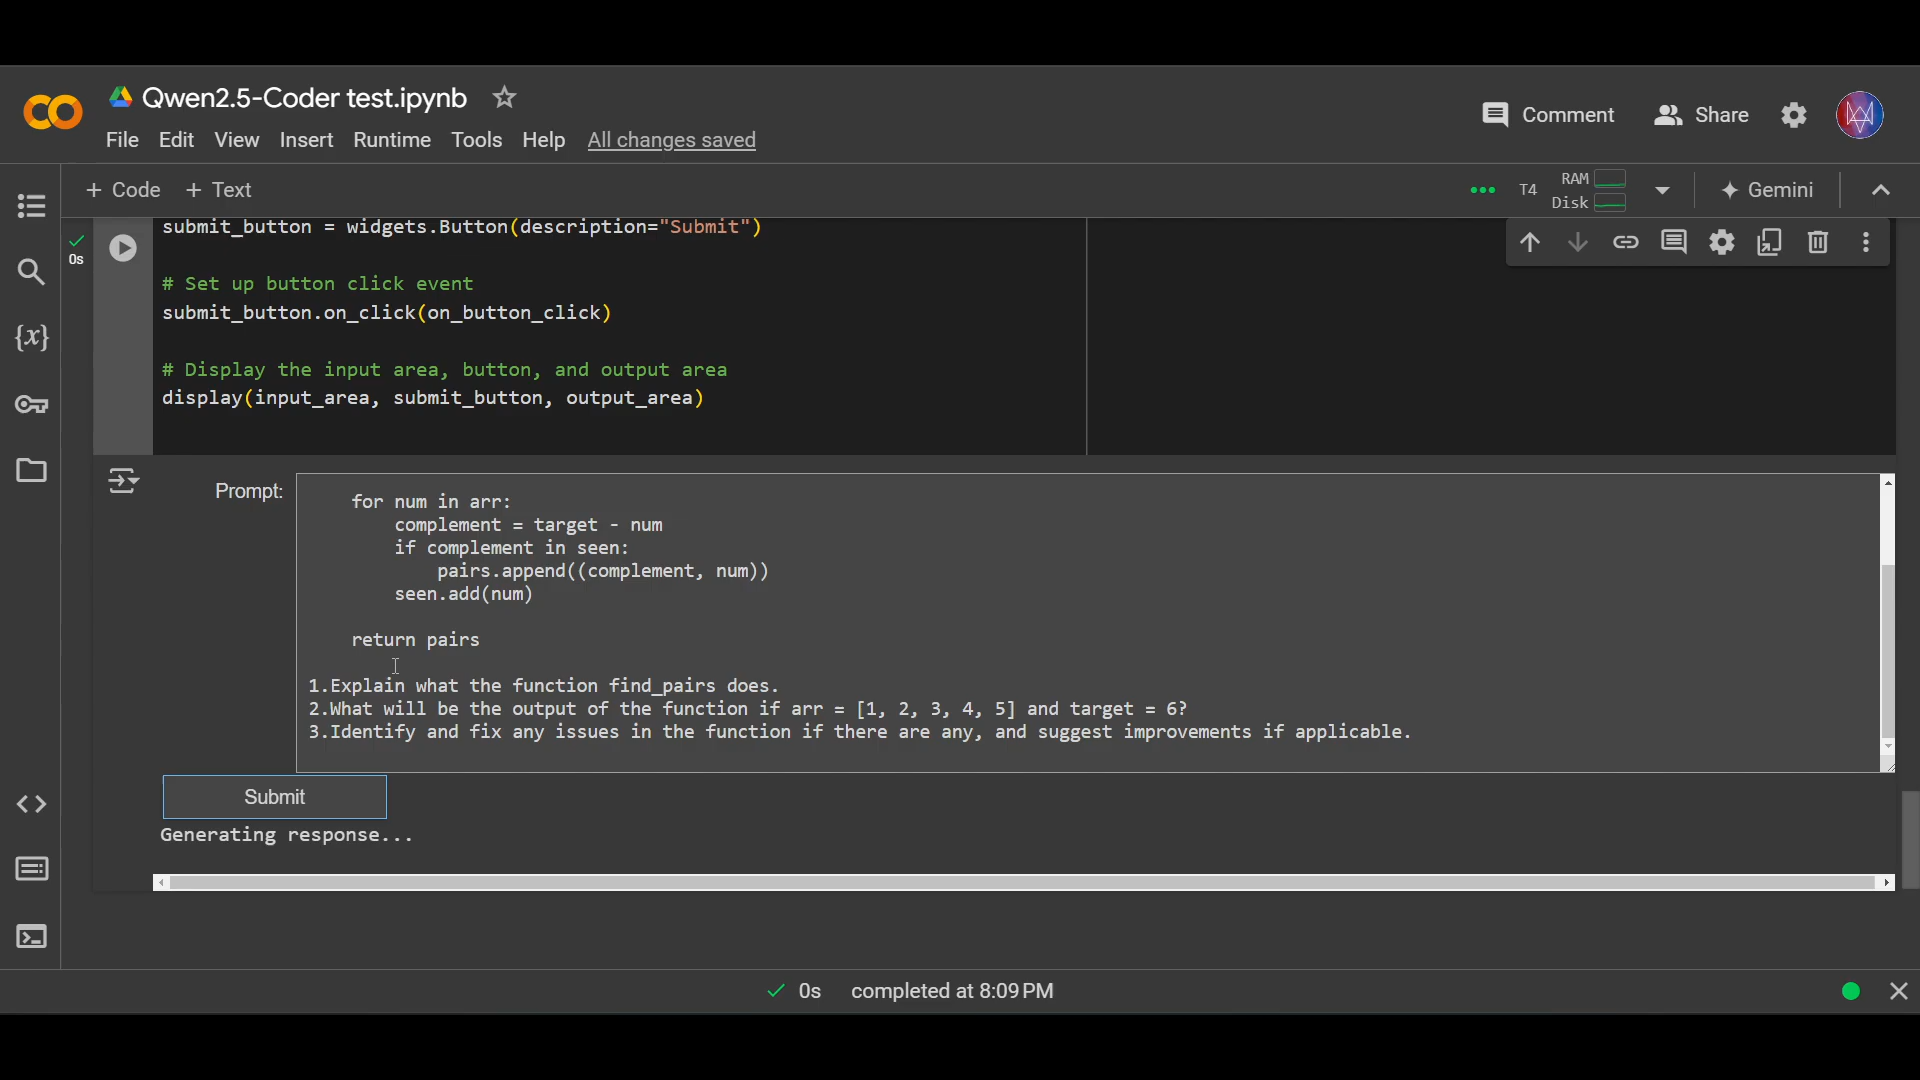 Qwen2.5-Coder test.ipynb
Comment
Share
File Edit View Insert Runtime Tools Help All changes saved
+ Code + Text
T4 RAM Disk
Gemini
0s
submit_button = widgets.Button(description="Submit")
# Set up button click event
submit_button.on_click(on_button_click)
# Display the input area, button, and output area
display(input_area, submit_button, output_area)
{x}
Prompt:
for num in arr:
complement = target - num
if complement in seen:
pairs.append((complement, num))
seen.add(num)
return pairs
1.Explain what the function find_pairs does.
2.What will be the output of the function if arr = [1, 2, 3, 4, 5] and target = 6?
3.Identify and fix any issues in the function if there are any, and suggest improvements if applicable.
Submit
Generating response...
0s completed at 8:09 PM